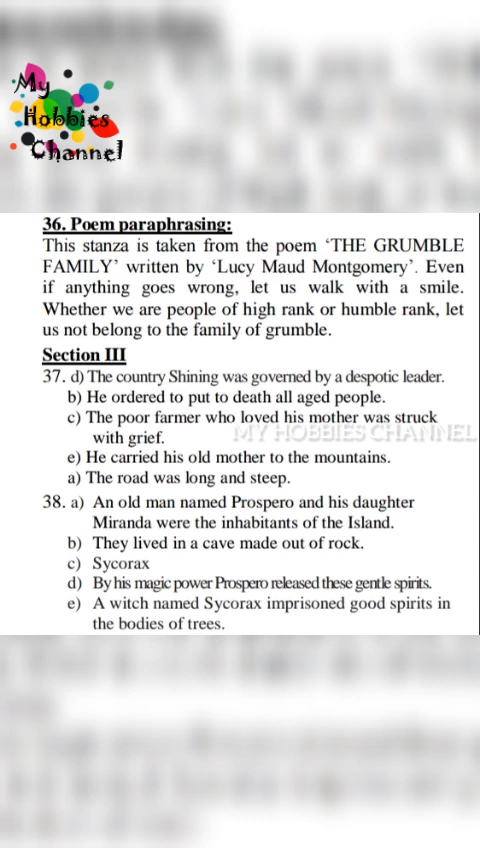 My
Hobbies
Channel
36. Poem paraphrasing:
This stanza is taken from the poem ‘THE GRUMBLE
FAMILY’ written by ‘Lucy Maud Montgomery’. Even
if anything goes wrong, let us walk with a smile.
Whether we are people of high rank or humble rank, let
us not belong to the family of grumble.
Section III
37. d) The country Shining was governed by a despotic leader.
b) He ordered to put to death all aged people.
c) The poor farmer who loved his mother was struck
with grief.
MY HOBBIES CHANNEL
e) He carried his old mother to the mountains.
a) The road was long and steep.
38. a) An old man named Prospero and his daughter
Miranda were the inhabitants of the Island.
b) They lived in a cave made out of rock.
c) Sycorax
d) By his magic power Prospero released these gentle spirits.
e) A witch named Sycorax imprisoned good spirits in
the bodies of trees.